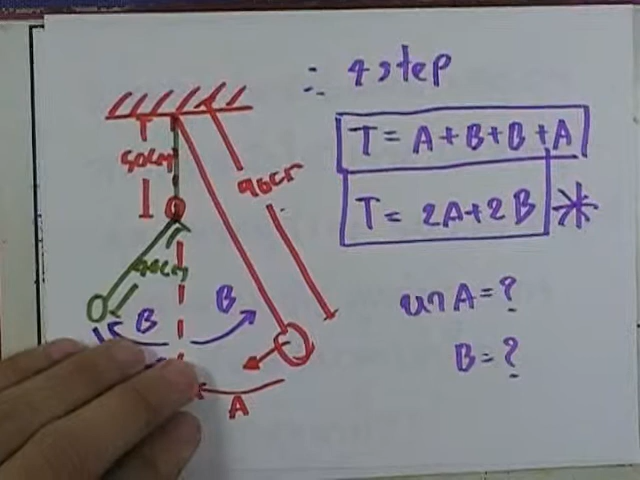 ∴ 4 step
T = A+B+B+A
T = 2A+2B *
หา A = ?
B = ?
50cm
90cm
40cm
B
B
A